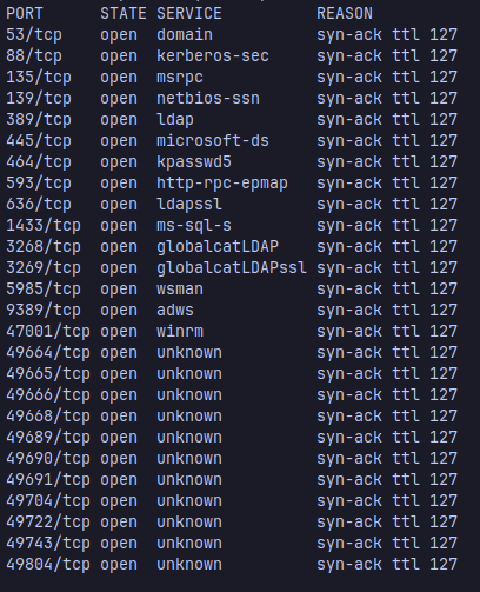 PORT STATE SERVICE REASON
53/tcp open domain syn-ack ttl 127
88/tcp open kerberos-sec syn-ack ttl 127
135/tcp open msrpc syn-ack ttl 127
139/tcp open netbios-ssn syn-ack ttl 127
389/tcp open ldap syn-ack ttl 127
445/tcp open microsoft-ds syn-ack ttl 127
464/tcp open kpasswd5 syn-ack ttl 127
593/tcp open http-rpc-epmap syn-ack ttl 127
636/tcp open ldapssl syn-ack ttl 127
1433/tcp open ms-sql-s syn-ack ttl 127
3268/tcp open globalcatLDAP syn-ack ttl 127
3269/tcp open globalcatLDAPssl syn-ack ttl 127
5985/tcp open wsman syn-ack ttl 127
9389/tcp open adws syn-ack ttl 127
47001/tcp open winrm syn-ack ttl 127
49664/tcp open unknown syn-ack ttl 127
49665/tcp open unknown syn-ack ttl 127
49666/tcp open unknown syn-ack ttl 127
49668/tcp open unknown syn-ack ttl 127
49689/tcp open unknown syn-ack ttl 127
49690/tcp open unknown syn-ack ttl 127
49691/tcp open unknown syn-ack ttl 127
49704/tcp open unknown syn-ack ttl 127
49722/tcp open unknown syn-ack ttl 127
49743/tcp open unknown syn-ack ttl 127
49804/tcp open unknown syn-ack ttl 127